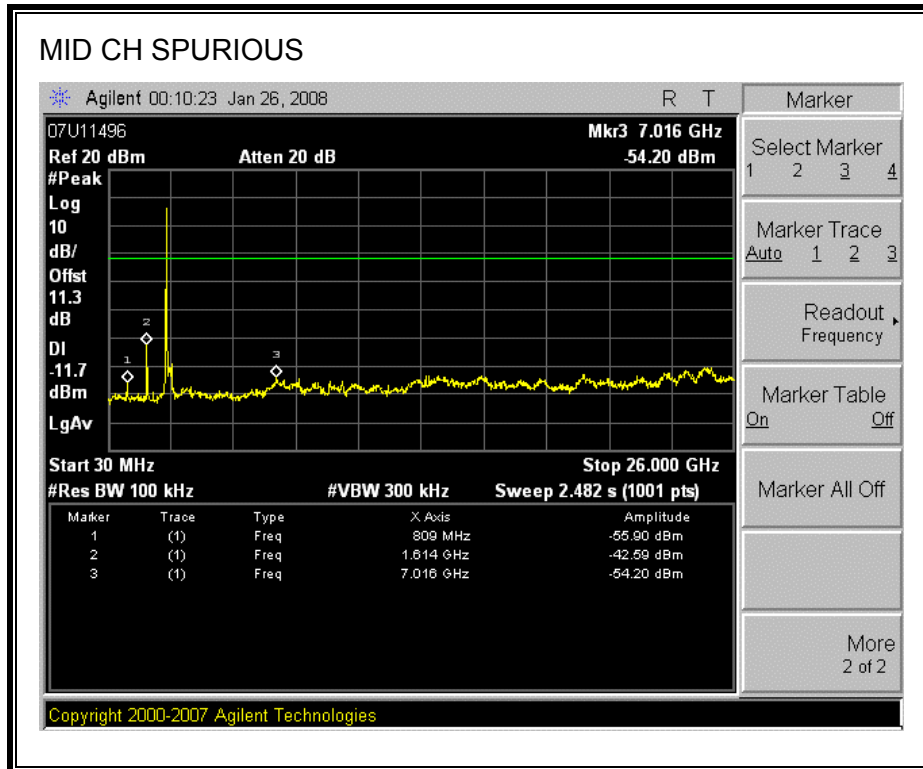 MID CH SPURIOUS
Agilent 00:10:23 Jan 26, 2008 R T
07U11496 Mkr3 7.016 GHz
Ref 20 dBm Atten 20 dB -54.20 dBm
#Peak
Log
10
dB/
Offst
11.3
dB
DI
-11.7
dBm
LgAv
1
2
3
Start 30 MHz Stop 26.000 GHz
#Res BW 100 kHz #VBW 300 kHz Sweep 2.482 s (1001 pts)
Marker Trace Type X Axis Amplitude
1 (1) Freq 809 MHz -55.90 dBm
2 (1) Freq 1.614 GHz -42.59 dBm
3 (1) Freq 7.016 GHz -54.20 dBm
Marker
Select Marker
1 2 3 4
Marker Trace
Auto 1 2 3
Readout
Frequency
Marker Table
On Off
Marker All Off
More
2 of 2
Copyright 2000-2007 Agilent Technologies